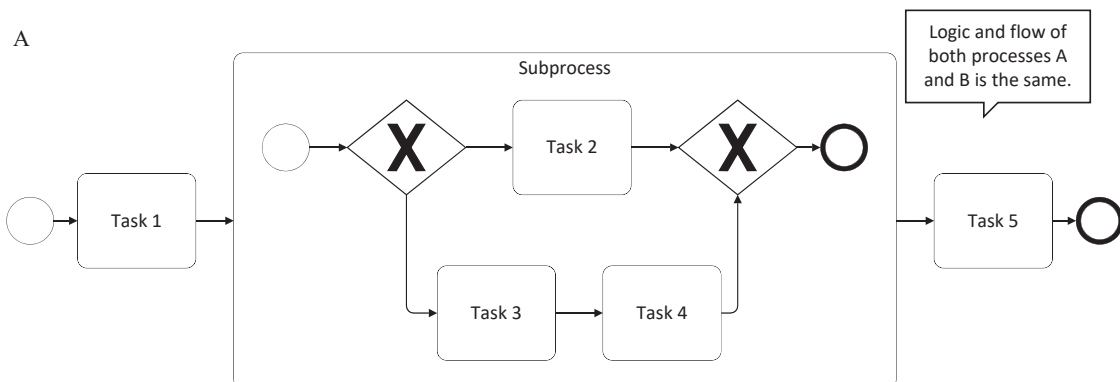 A
Logic and flow of
both processes A
and B is the same.
Subprocess
X
X
Task 2
Task 1
Task 5
Task 3
Task 4